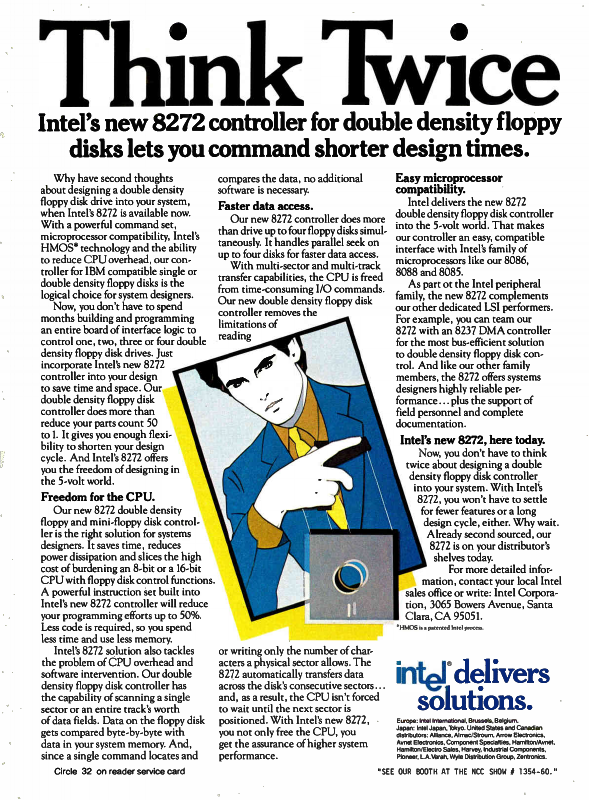 Think Twice
Intel's new 8272 controller for double density floppy
disks lets you command shorter design times.
Why have second thoughts
about designing a double density
floppy disk drive into your system,
when Intel's 8272 is available now.
With a powerful command set,
microprocessor compatibility, Intel's
HMOS* technology and the ability
to reduce CPU overhead, our con-
troller for IBM compatible single or
double density floppy disks is the
logical choice for system designers.
Now, you don't have to spend
months building and programming
an entire board of interface logic to
control one, two, three or four double
density floppy disk drives. Just
incorporate Intel's new 8272
controller into your design
to save time and space. Our
double density floppy disk
controller does more than
reduce your parts count 50
to 1. It gives you enough flexi-
bility to shorten your design
cycle. And Intel's 8272 offers
you the freedom of designing in
the 5-volt world.
Freedom for the CPU.
Our new 8272 double density
floppy and mini-floppy disk control-
ler is the right solution for systems
designers. It saves time, reduces
power dissipation and slices the high
cost of burdening an 8-bit or a 16-bit
CPU with floppy disk control functions.
A powerful instruction set built into
Intel's new 8272 controller will reduce
your programming efforts up to 50%.
Less code is required, so you spend
less time and use less memory.
Intel's 8272 solution also tackles
the problem of CPU overhead and
software intervention. Our double
density floppy disk controller has
the capability of scanning a single
sector or an entire track's worth
of data fields. Data on the floppy disk
gets compared byte-by-byte with
data in your system memory. And,
since a single command locates and
compares the data, no additional
software is necessary.
Faster data access.
Our new 8272 controller does more
than drive up to four floppy disks simul-
taneously. It handles parallel seek on
up to four disks for faster data access.
With multi-sector and multi-track
transfer capabilities, the CPU is freed
from time-consuming I/O commands.
Our new double density floppy disk
controller removes the
limitations of
reading
or writing only the number of char-
acters a physical sector allows. The
8272 automatically transfers data
across the disk's consecutive sectors...
and, as a result, the CPU isn't forced
to wait until the next sector is
positioned. With Intel's new 8272,
you not only free the CPU, you
get the assurance of higher system
performance.
Easy microprocessor
compatibility.
Intel delivers the new 8272
double density floppy disk controller
into the 5-volt world. That makes
our controller an easy, compatible
interface with Intel's family of
microprocessors like our 8086,
8088 and 8085.
As part ot the Intel peripheral
family, the new 8272 complements
our other dedicated LSI performers.
For example, you can team our
8272 with an 8237 DMA controller
for the most bus-efficient solution
to double density floppy disk con-
trol. And like our other family
members, the 8272 offers systems
designers highly reliable per-
formance...plus the support of
field personnel and complete
documentation.
Intel's new 8272, here today.
Now, you don't have to think
twice about designing a double
density floppy disk controller
into your system. With Intel's
8272, you won't have to settle
for fewer features or a long
design cycle, either. Why wait.
Already second sourced, our
8272 is on your distributor's
shelves today.
For more detailed infor-
mation, contact your local Intel
sales office or write: Intel Corpora-
tion, 3065 Bowers Avenue, Santa
Clara, CA 95051.
*HMOS is a patented Intel process.
intel® delivers
solutions.
Europe: Intel International, Brussels, Belgium.
Japan: Intel Japan, Tokyo. United States and Canadian
distributors: Alliance, Almac/Stroum, Arrow Electronics,
Avnet Electronics, Component Specialties, Hamilton/Avnet,
Hamilton/Electro Sales, Harvey, Industrial Components,
Pioneer, L.A. Varah, Wyle Distribution Group, Zentronics.
Circle 32 on reader service card
"SEE OUR BOOTH AT THE NCC SHOW # 1354-60."